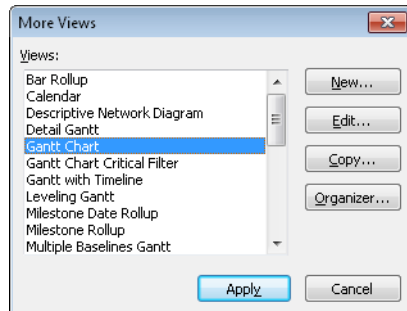 More Views
Views:
Bar Rollup
Calendar
Descriptive Network Diagram
Detail Gantt
Gantt Chart
Gantt Chart Critical Filter
Gantt with Timeline
Leveling Gantt
Milestone Date Rollup
Milestone Rollup
Multiple Baselines Gantt
New...
Edit...
Copy...
Organizer...
Apply
Cancel